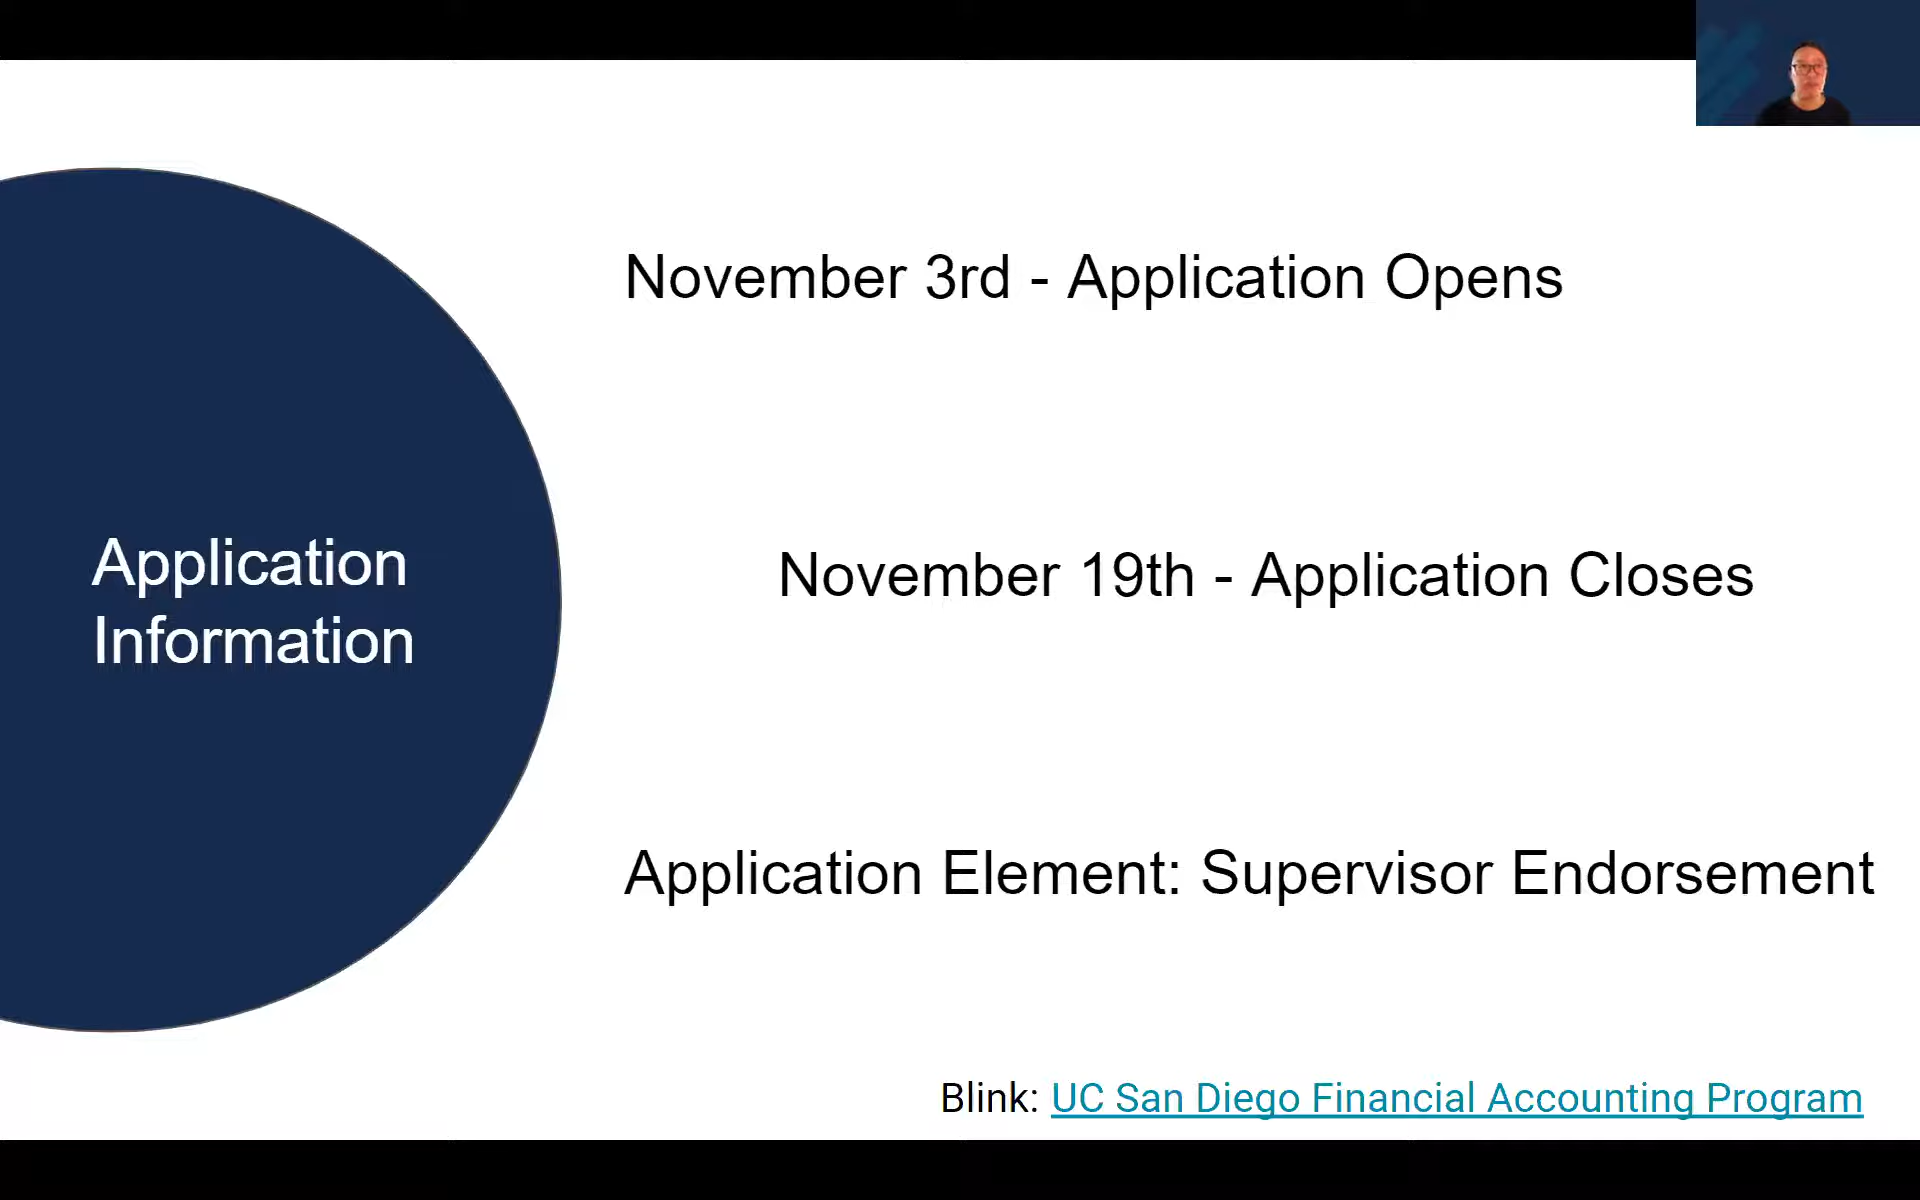 Application
Information
November 3rd - Application Opens
November 19th - Application Closes
Application Element: Supervisor Endorsement
Blink: UC San Diego Financial Accounting Program